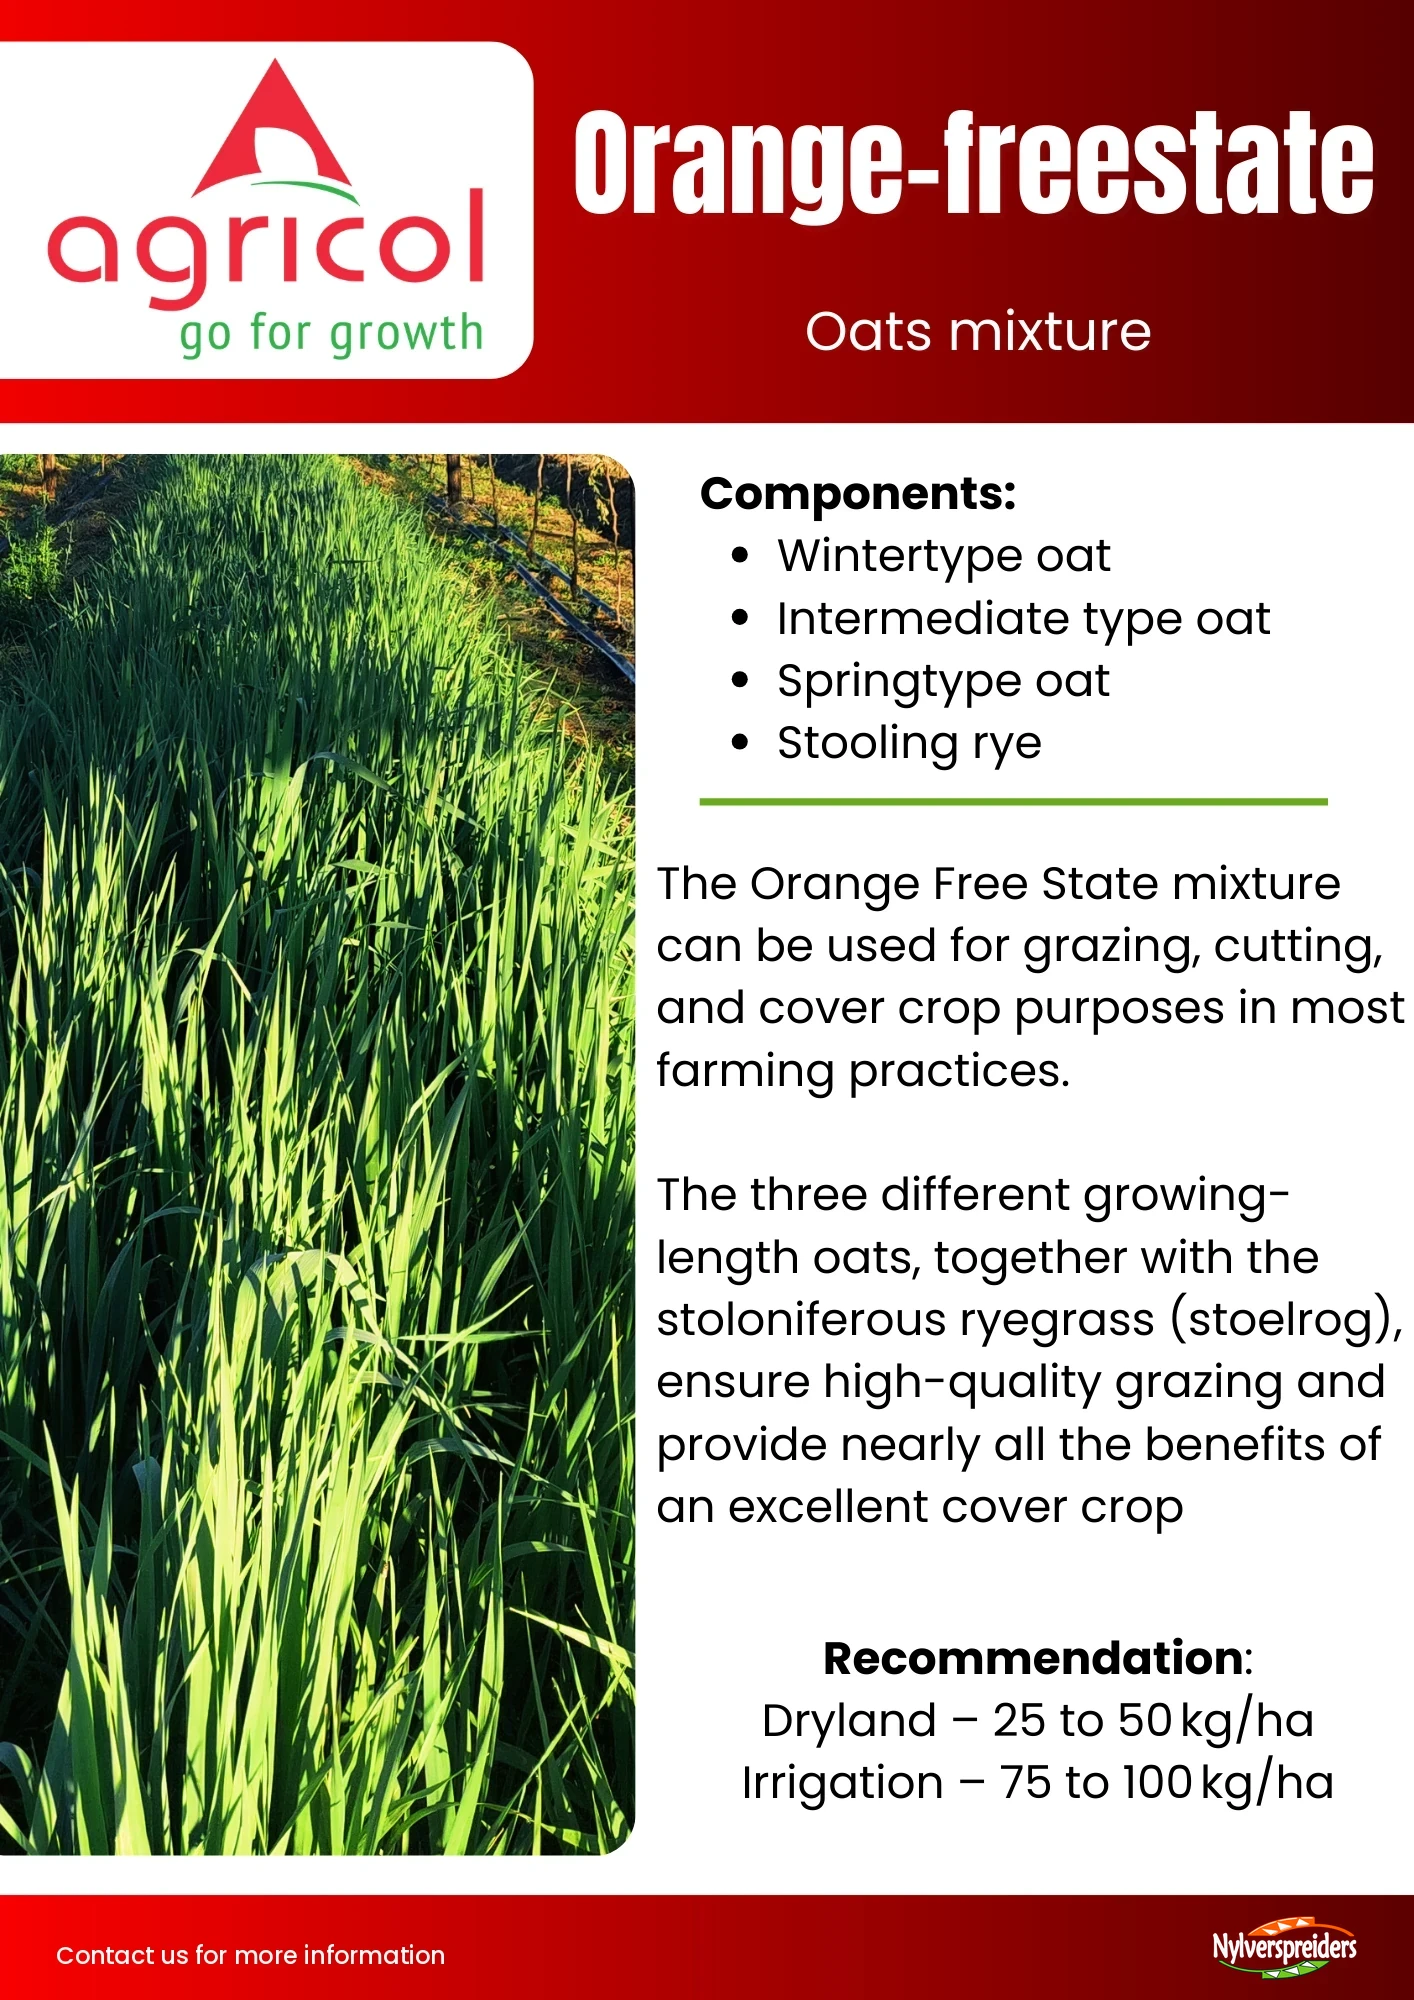 agricol
go for growth
Orange-freestate
Oats mixture
Components:
• Wintertype oat
• Intermediate type oat
• Springtype oat
• Stooling rye
The Orange Free State mixture
can be used for grazing, cutting,
and cover crop purposes in most
farming practices.
The three different growing-
length oats, together with the
stoloniferous ryegrass (stoelrog),
ensure high-quality grazing and
provide nearly all the benefits of
an excellent cover crop
Recommendation:
Dryland – 25 to 50 kg/ha
Irrigation – 75 to 100 kg/ha
Contact us for more information
Nylverspreiders